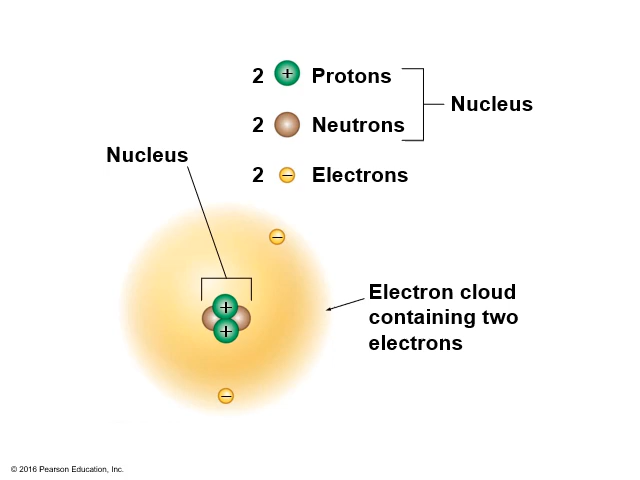 2 + Protons
2 Neutrons
Nucleus
2 − Electrons
Nucleus
−
+
+
Electron cloud
containing two
electrons
−
© 2016 Pearson Education, Inc.